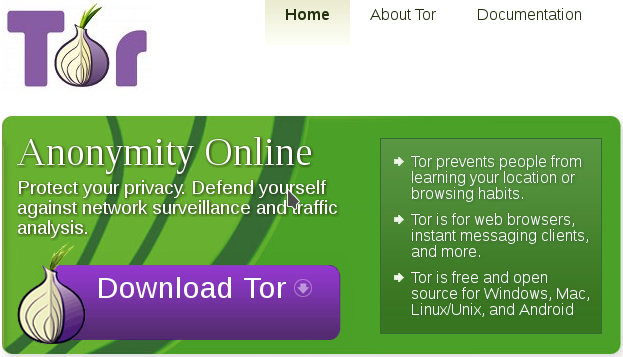 Tor
Home About Tor Documentation
Anonymity Online
Protect your privacy. Defend yourself
against network surveillance and traffic
analysis.
Download Tor
Tor prevents people from
learning your location or
browsing habits.
Tor is for web browsers,
instant messaging clients,
and more.
Tor is free and open
source for Windows, Mac,
Linux/Unix, and Android